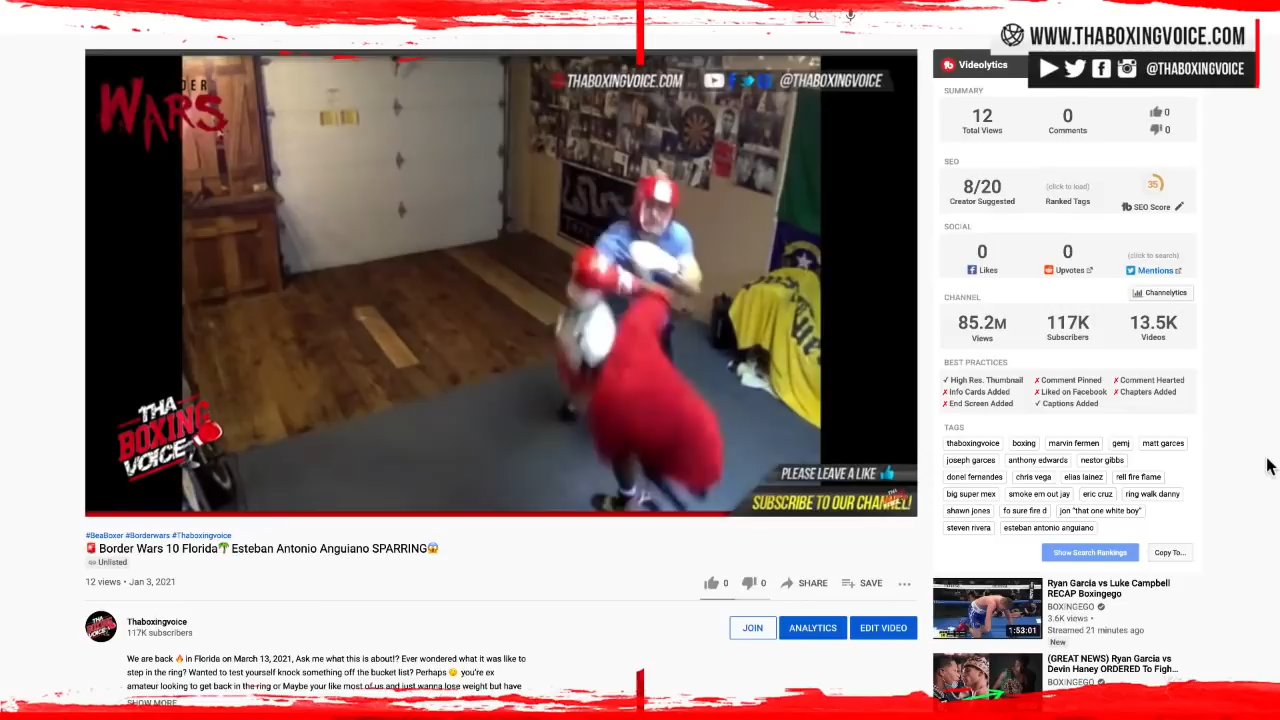 WWW.THABOXINGVOICE.COM
@THABOXINGVOICE
DER
WARS
THABOXINGVOICE.COM
@THABOXINGVOICE
THA
BOXING
VOICE
PLEASE LEAVE A LIKE
SUBSCRIBE TO OUR CHANNEL!
#BeaBoxer #Borderwars #Thaboxingvoice
🚨Border Wars 10 Florida🌴Esteban Antonio Anguiano SPARRING😱
Unlisted
12 views • Jan 3, 2021
0 0 SHARE SAVE ...
Thaboxingvoice
117K subscribers
JOIN ANALYTICS EDIT VIDEO
We are back 🔥 in Florida on March 13, 2021, Ask me what this is about!? Ever wondered what it was like to
step in the ring? Wanted to test yourself knock something off the bucket list? Perhaps 😏 you're ex
amateur looking to get back in the ring or Maybe your like most of us and just wanna lose weight but have
SHOW MORE
Videolytics
SUMMARY
12 0 0
Total Views Comments 0
SEO
8/20 (click to load) 35
Creator Suggested Ranked Tags SEO Score
SOCIAL
0 0 (click to search)
Likes Upvotes Mentions
CHANNEL Channelytics
85.2M 117K 13.5K
Views Subscribers Videos
BEST PRACTICES
✓ High Res. Thumbnail ✗ Comment Pinned ✗ Comment Hearted
✗ Info Cards Added ✗ Liked on Facebook ✗ Chapters Added
✗ End Screen Added ✓ Captions Added
TAGS
thaboxingvoice boxing marvin fermen gemj matt garces
joseph garces anthony edwards nestor gibbs
donel fernandes chris vega elias lainez rell fire flame
big super mex smoke em out jay eric cruz ring walk danny
shawn jones fo sure fire d jon "that one white boy"
steven rivera esteban antonio anguiano
Show Search Rankings Copy To...
Ryan Garcia vs Luke Campbell
RECAP Boxingego
BOXINGEGO
3.6K views •
Streamed 21 minutes ago
New
1:53:01
(GREAT NEWS) Ryan Garcia vs
Devin Haney ORDERED To Figh...
BOXINGEGO